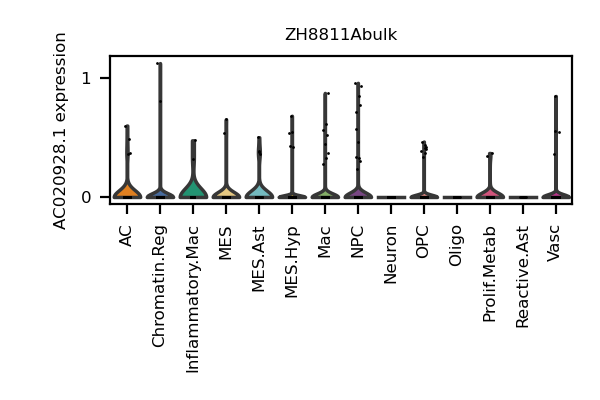 ZH8811Abulk
AC020928.1 expression
1
0
AC
Chromatin.Reg
Inflammatory.Mac
MES
MES.Ast
MES.Hyp
Mac
NPC
Neuron
OPC
Oligo
Prolif.Metab
Reactive.Ast
Vasc